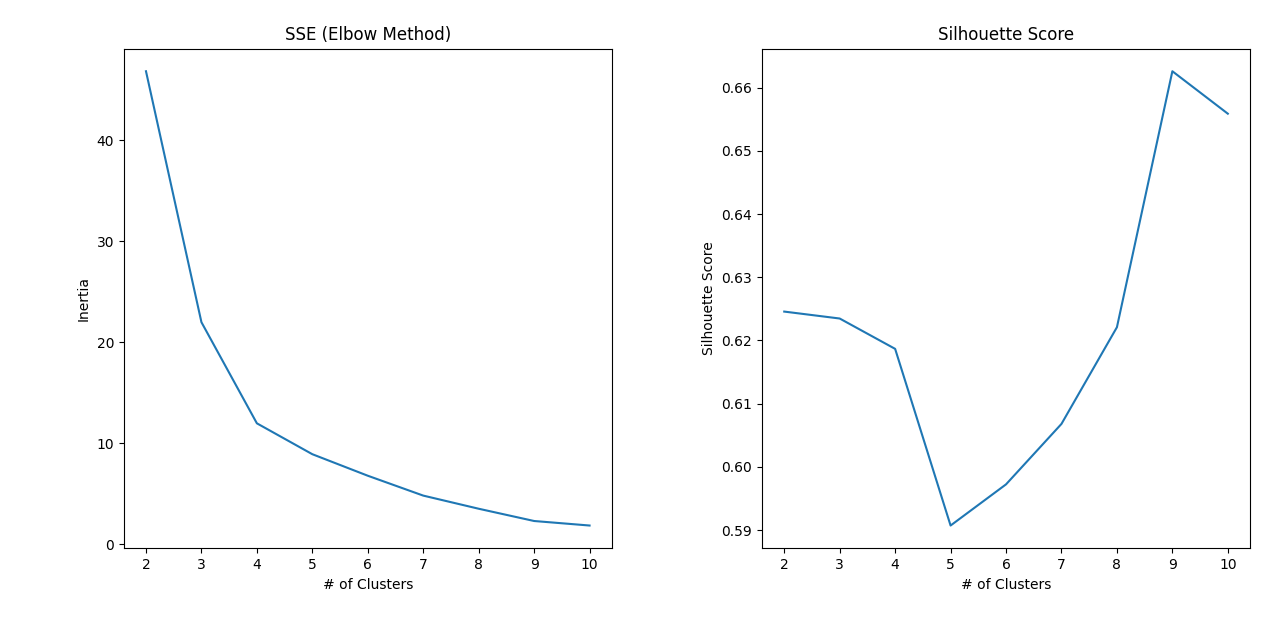 SSE (Elbow Method)
40
30
20
10
0
Inertia
2 3 4 5 6 7 8 9 10
# of Clusters
Silhouette Score
0.66
0.65
0.64
0.63
0.62
0.61
0.60
0.59
Silhouette Score
2 3 4 5 6 7 8 9 10
# of Clusters